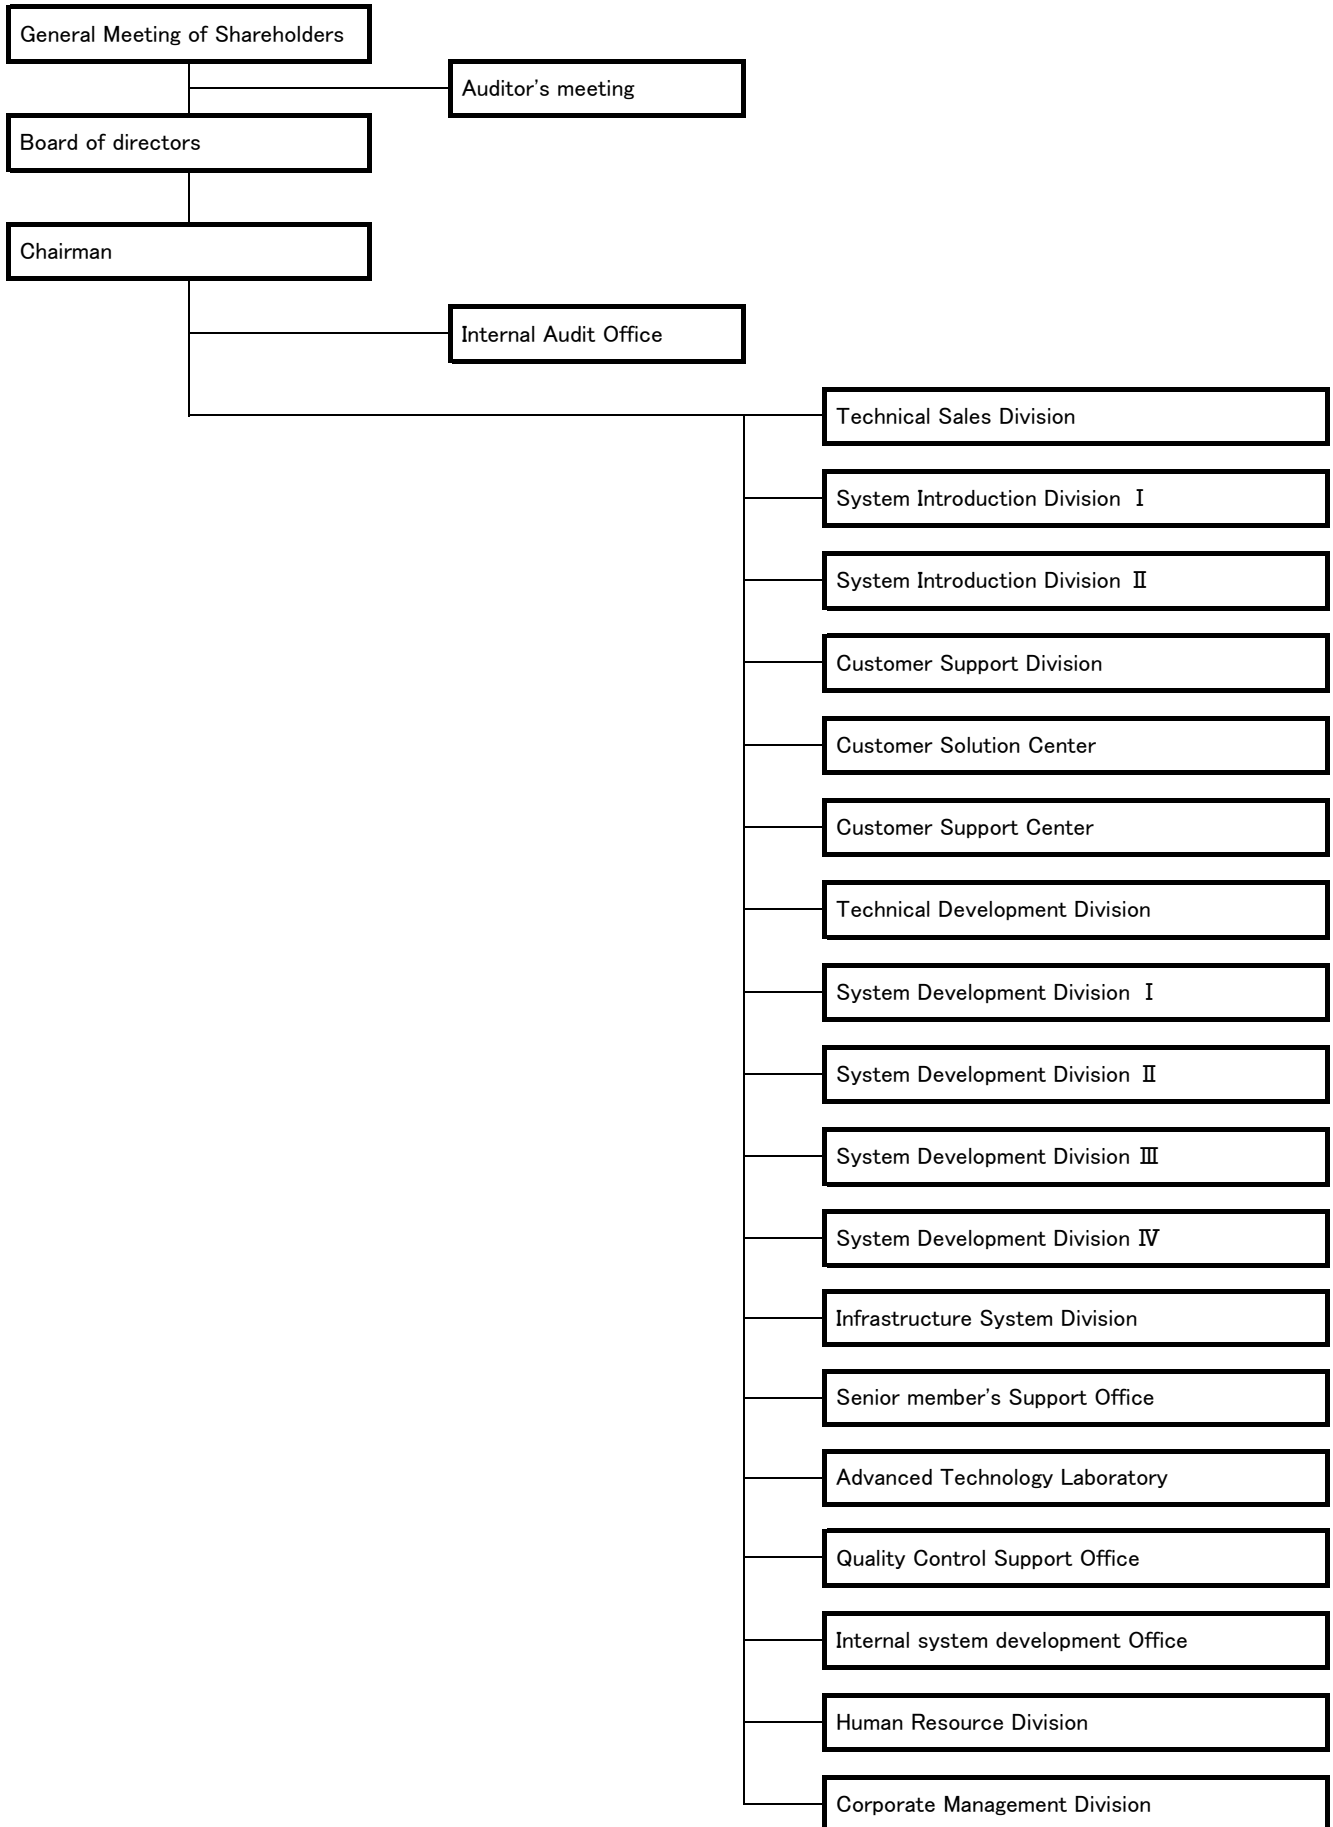 General Meeting of Shareholders
Auditor's meeting
Board of directors
Chairman
Internal Audit Office
Technical Sales Division
System Introduction Division Ⅰ
System Introduction Division Ⅱ
Customer Support Division
Customer Solution Center
Customer Support Center
Technical Development Division
System Development Division Ⅰ
System Development Division Ⅱ
System Development Division Ⅲ
System Development Division Ⅳ
Infrastructure System Division
Senior member's Support Office
Advanced Technology Laboratory
Quality Control Support Office
Internal system development Office
Human Resource Division
Corporate Management Division